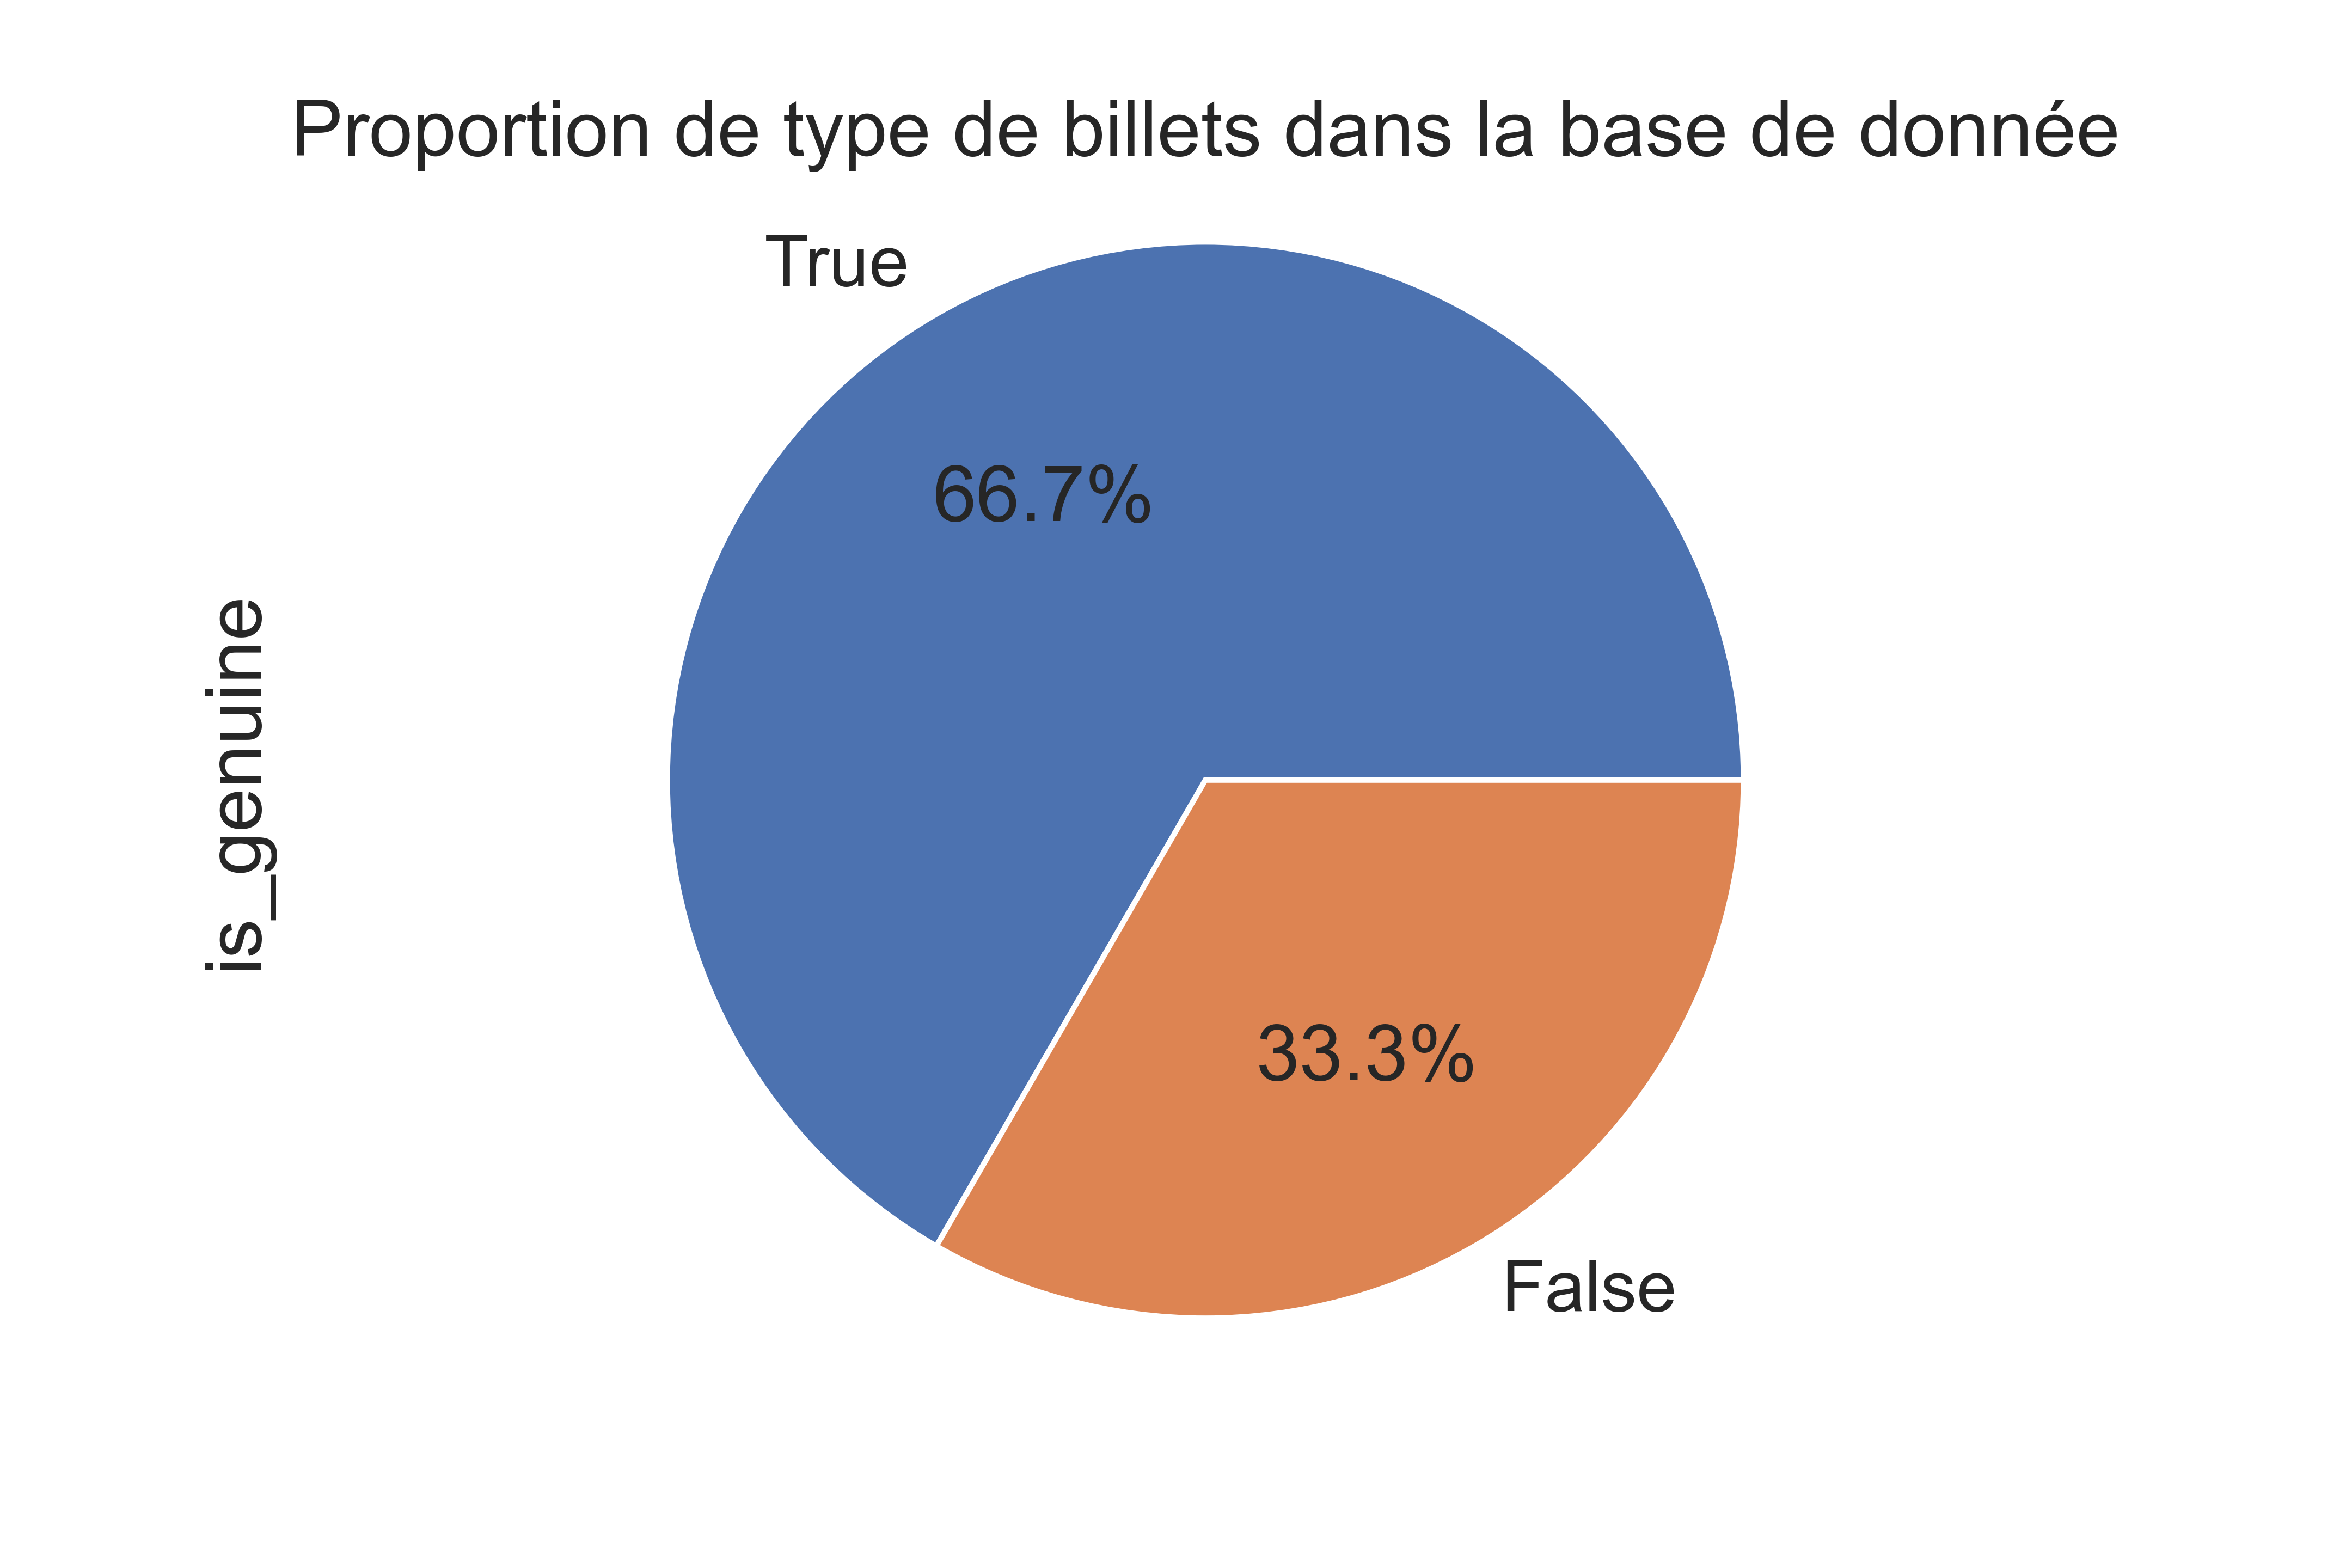 Proportion de type de billets dans la base de donnée
True
66.7%
is_genuine
33.3%
False